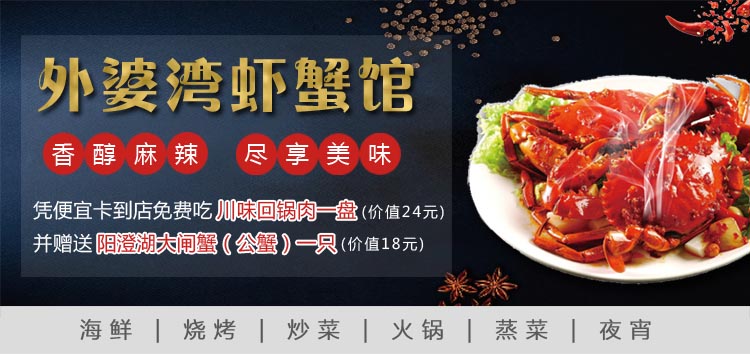 外婆湾虾蟹馆
香醇麻辣 尽享美味
凭便宜卡到店免费吃 川味回锅肉一盘 (价值24元)
并赠送 阳澄湖大闸蟹（公蟹）一只 (价值18元)
海鲜 | 烧烤 | 炒菜 | 火锅 | 蒸菜 | 夜宵